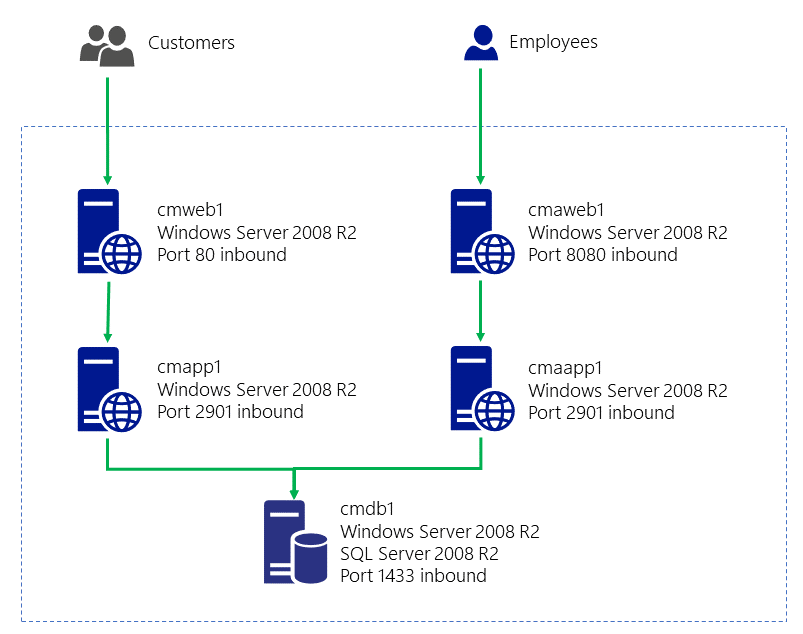 Customers
Employees
cmweb1
Windows Server 2008 R2
Port 80 inbound
cmaweb1
Windows Server 2008 R2
Port 8080 inbound
cmapp1
Windows Server 2008 R2
Port 2901 inbound
cmaapp1
Windows Server 2008 R2
Port 2901 inbound
cmdb1
Windows Server 2008 R2
SQL Server 2008 R2
Port 1433 inbound